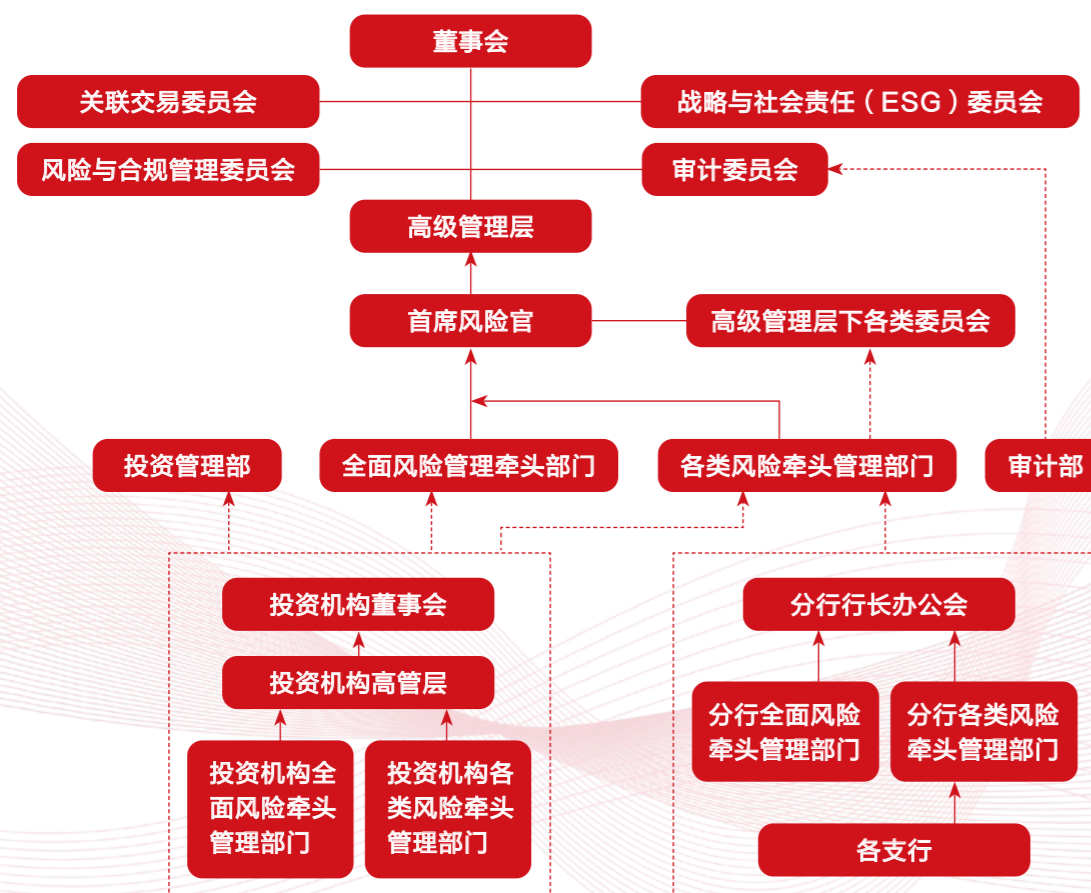 董事会
关联交易委员会
战略与社会责任（ESG）委员会
风险与合规管理委员会
审计委员会
高级管理层
首席风险官
高级管理层下各类委员会
投资管理部
全面风险管理牵头部门
各类风险牵头管理部门
审计部
投资机构董事会
分行行长办公会
投资机构高管层
分行全面风险
牵头管理部门
分行各类风险
牵头管理部门
投资机构全
面风险牵头
管理部门
投资机构各
类风险牵头
管理部门
各支行